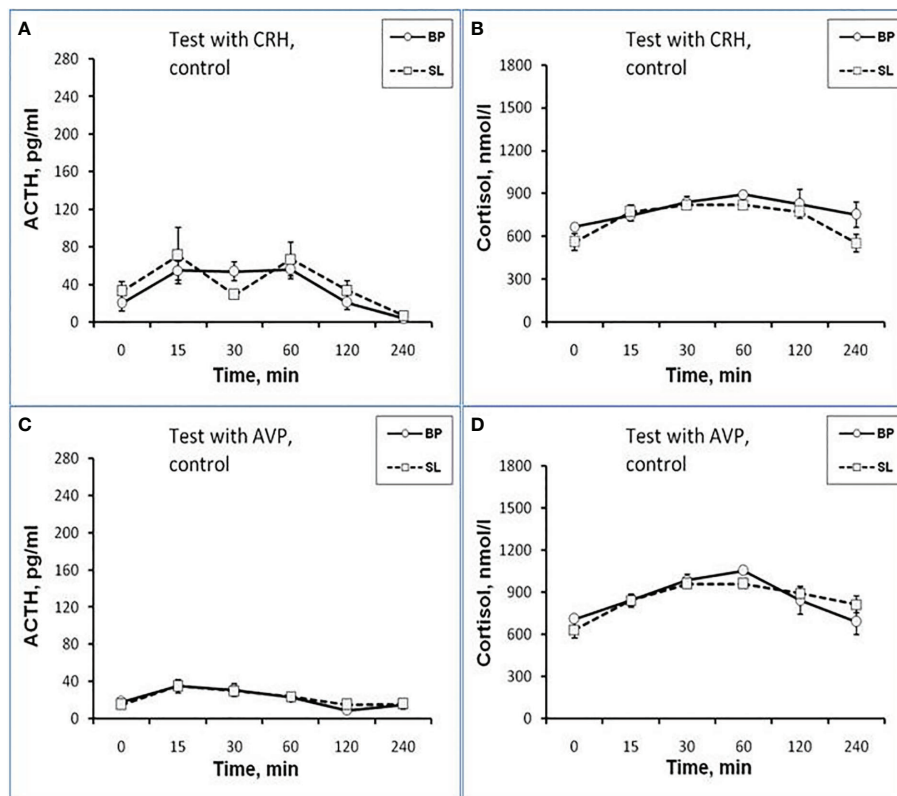 A
Test with CRH,
control
BP
SL
ACTH, pg/ml
280
240
200
160
120
80
40
0
0 15 30 60 120 240
Time, min
B
Test with CRH,
control
BP
SL
Cortisol, nmol/l
1800
1500
1200
900
600
300
0
0 15 30 60 120 240
Time, min
C
Test with AVP,
control
BP
SL
ACTH, pg/ml
280
240
200
160
120
80
40
0
0 15 30 60 120 240
Time, min
D
Test with AVP,
control
BP
SL
Cortisol, nmol/l
1800
1500
1200
900
600
300
0
0 15 30 60 120 240
Time, min